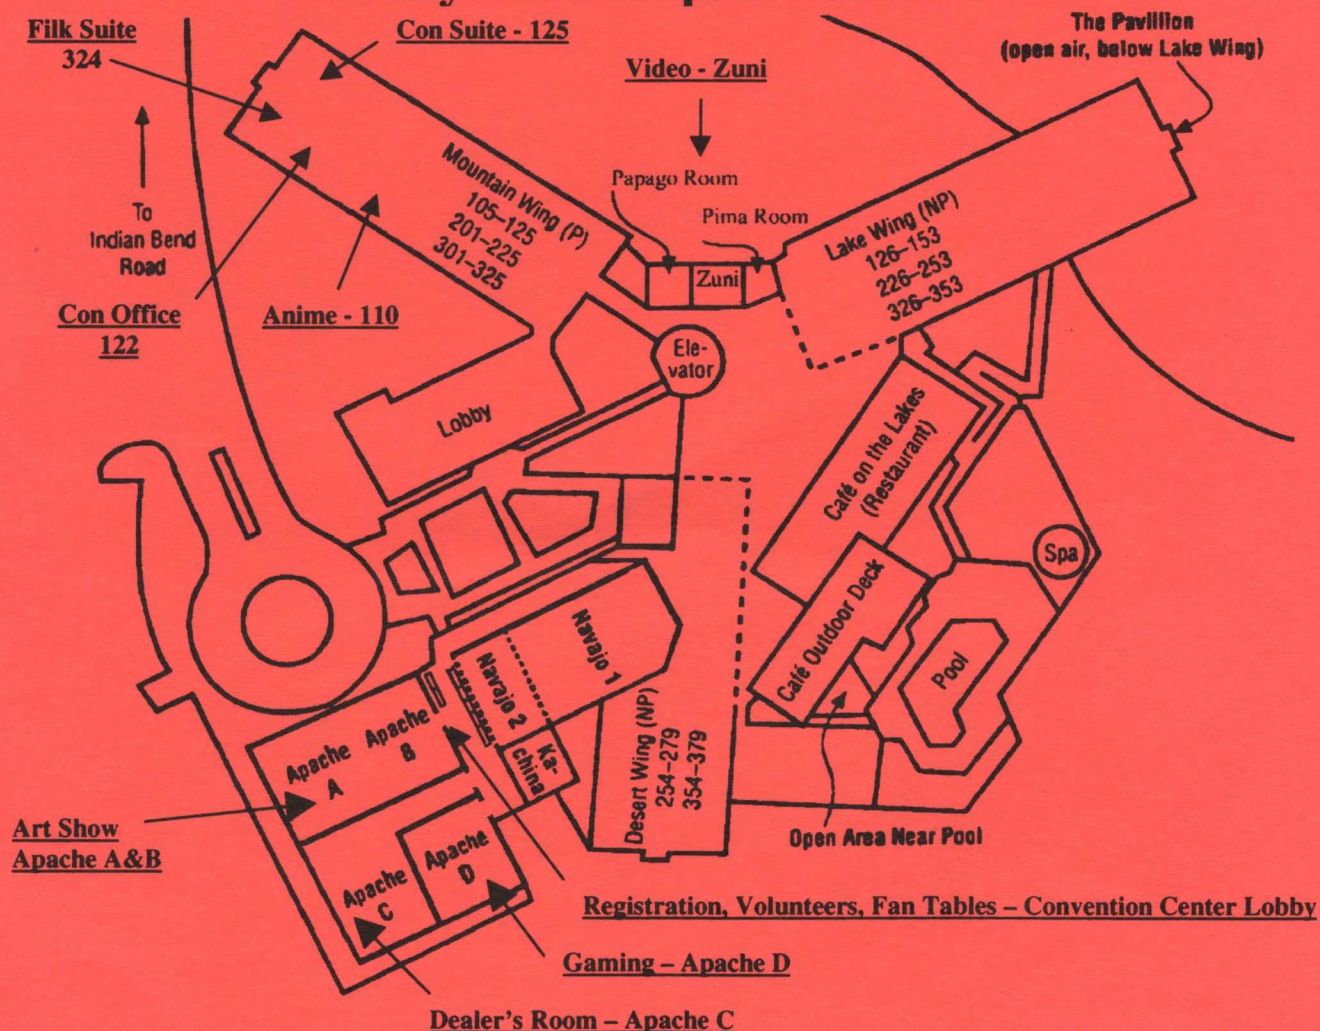 Filk Suite
324
Con Suite - 125
Video - Zuni
The Pavillion
(open air, below Lake Wing)
To
Indian Bend
Road
Mountain Wing (P)
105–125
201–225
301–325
Papago Room
Pima Room
Zuni
Lake Wing (NP)
126–153
226–253
326–353
Con Office
122
Anime - 110
Ele-
vator
Lobby
Café on the Lakes
(Restaurant)
Spa
Café Outdoor Deck
Pool
Navajo 1
Navajo 2
Ka-
china
Desert Wing (NP)
254–279
354–379
Apache
A
Apache
B
Apache
C
Apache
D
Open Area Near Pool
Art Show
Apache A&B
Registration, Volunteers, Fan Tables – Convention Center Lobby
Gaming – Apache D
Dealer's Room – Apache C